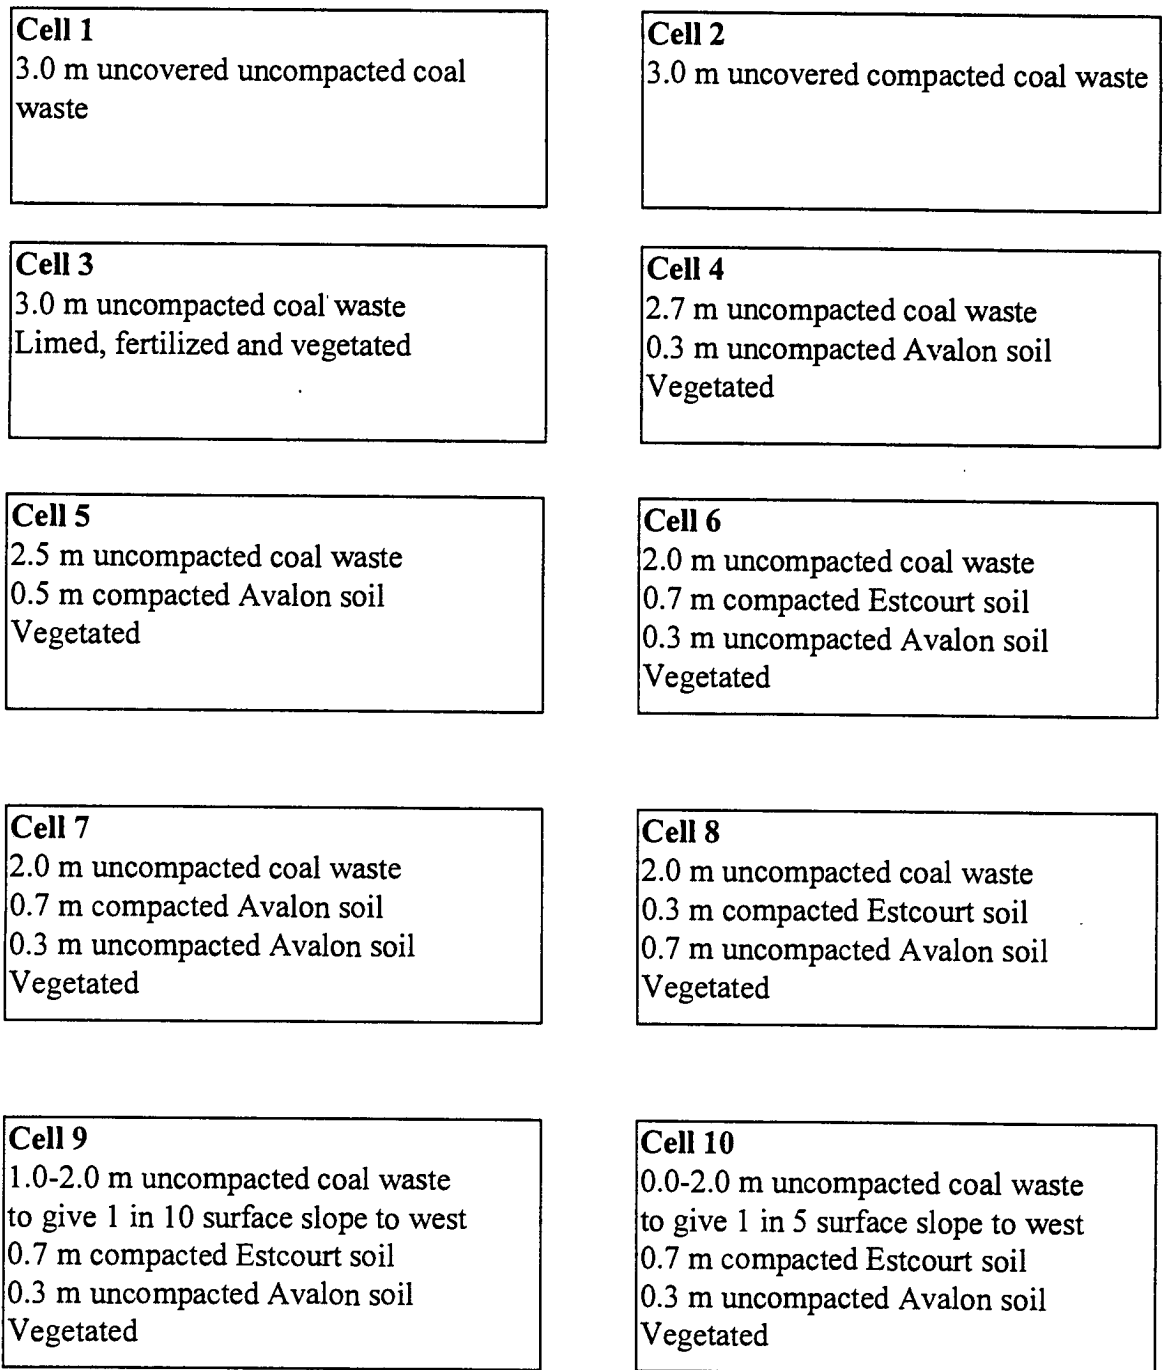 Cell 1
3.0 m uncovered uncompacted coal
waste
Cell 2
3.0 m uncovered compacted coal waste
Cell 3
3.0 m uncompacted coal waste
Limed, fertilized and vegetated
Cell 4
2.7 m uncompacted coal waste
0.3 m uncompacted Avalon soil
Vegetated
Cell 5
2.5 m uncompacted coal waste
0.5 m compacted Avalon soil
Vegetated
Cell 6
2.0 m uncompacted coal waste
0.7 m compacted Estcourt soil
0.3 m uncompacted Avalon soil
Vegetated
Cell 7
2.0 m uncompacted coal waste
0.7 m compacted Avalon soil
0.3 m uncompacted Avalon soil
Vegetated
Cell 8
2.0 m uncompacted coal waste
0.3 m compacted Estcourt soil
0.7 m uncompacted Avalon soil
Vegetated
Cell 9
1.0-2.0 m uncompacted coal waste
to give 1 in 10 surface slope to west
0.7 m compacted Estcourt soil
0.3 m uncompacted Avalon soil
Vegetated
Cell 10
0.0-2.0 m uncompacted coal waste
to give 1 in 5 surface slope to west
0.7 m compacted Estcourt soil
0.3 m uncompacted Avalon soil
Vegetated